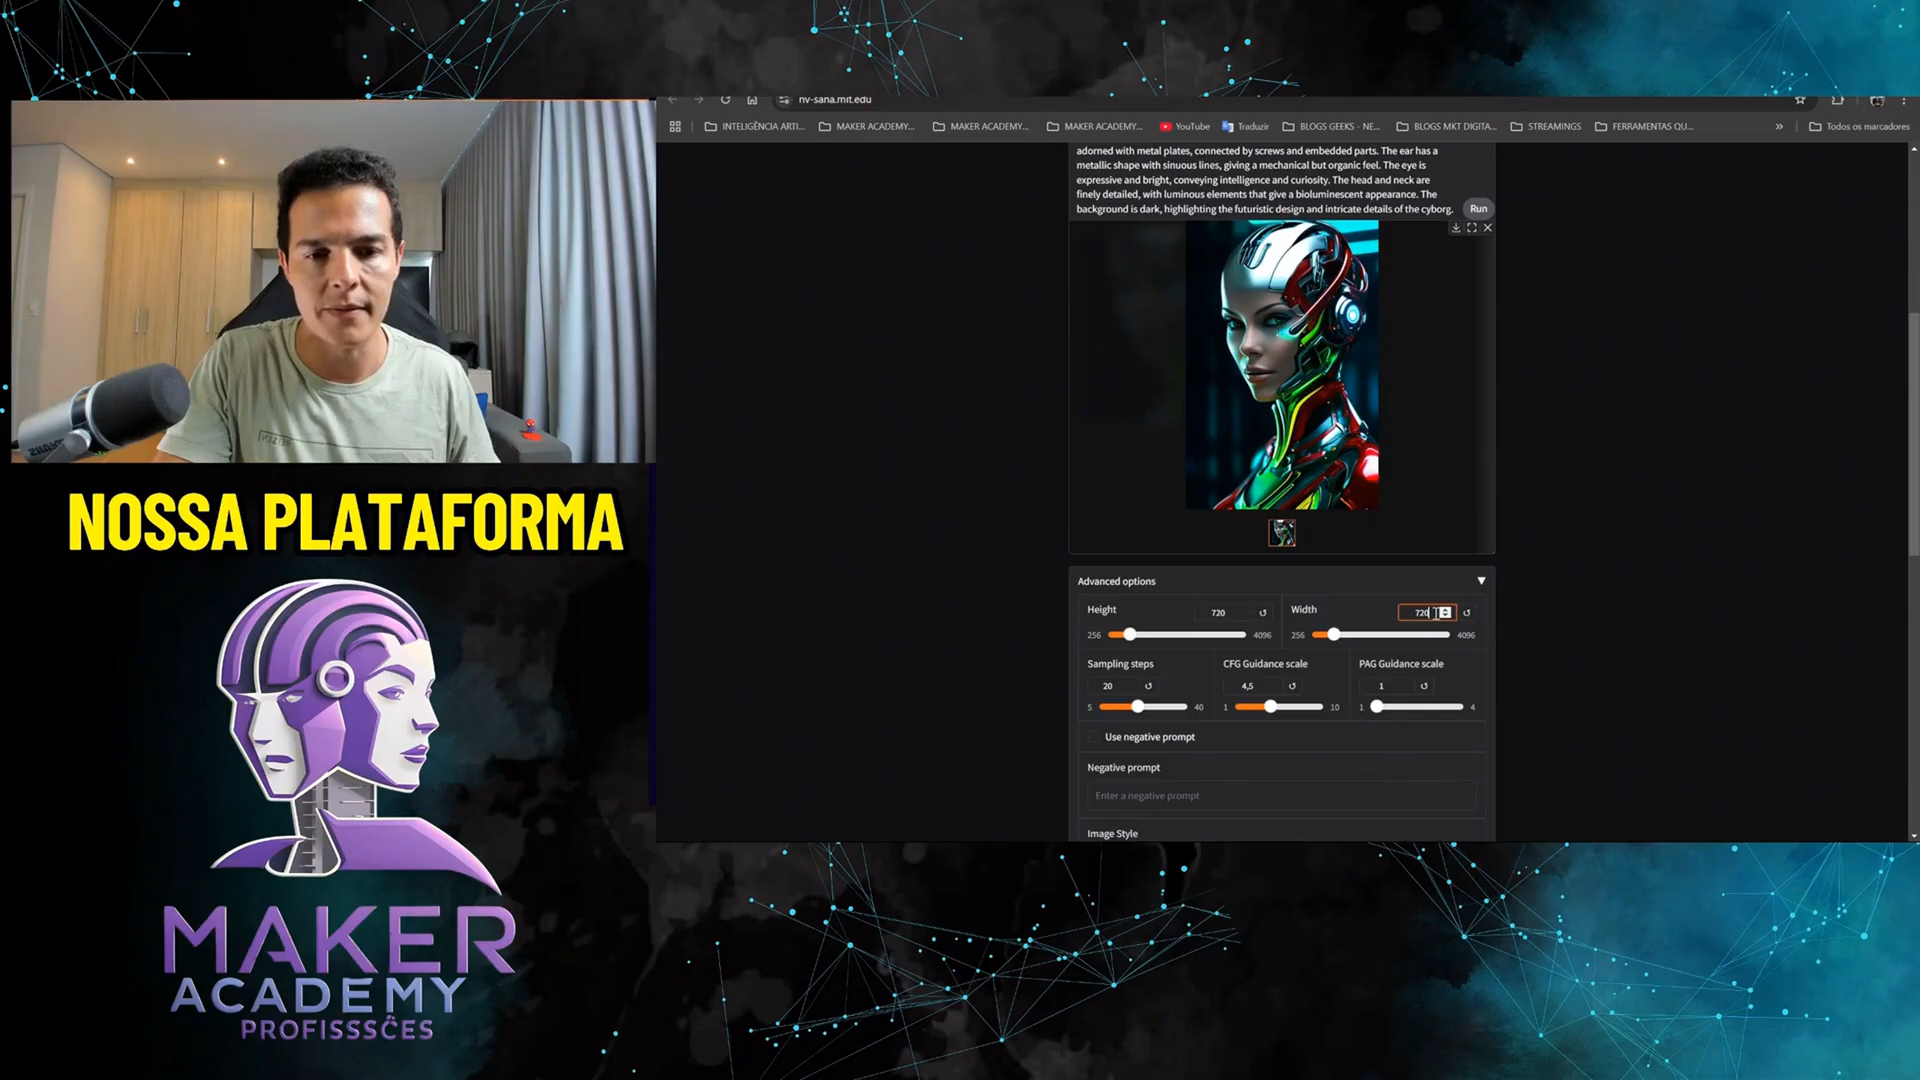 nv-sana.mit.edu
INTELIGÊNCIA ARTI...
MAKER ACADEMY...
MAKER ACADEMY...
MAKER ACADEMY...
YouTube
Traduzir
BLOGS GEEKS - NE...
BLOGS MKT DIGITA...
STREAMINGS
FERRAMENTAS QU...
»
Todos os marcadores
adorned with metal plates, connected by screws and embedded parts. The ear has a
metallic shape with sinuous lines, giving a mechanical but organic feel. The eye is
expressive and bright, conveying intelligence and curiosity. The head and neck are
finely detailed, with luminous elements that give a bioluminescent appearance. The
background is dark, highlighting the futuristic design and intricate details of the cyborg.
Run
Advanced options
Height
720
256
4096
Width
720
256
4096
Sampling steps
20
5
40
CFG Guidance scale
4,5
1
10
PAG Guidance scale
1
1
4
Use negative prompt
Negative prompt
Enter a negative prompt
Image Style
NOSSA PLATAFORMA
MAKER
ACADEMY
PROFISSSÕES